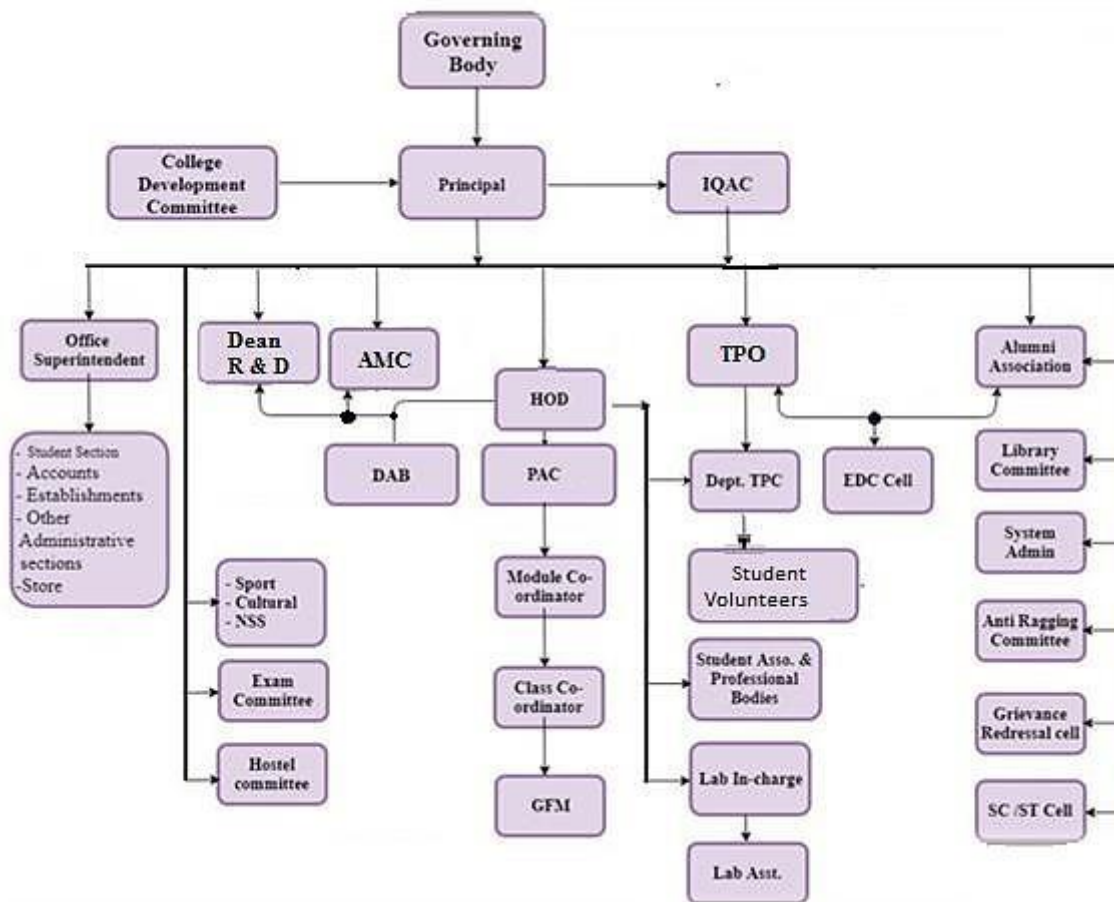 Governing
Body
College
Development
Committee
Principal
IQAC
Office
Superintendent
Dean
R & D
AMC
HOD
TPO
Alumni
Association
- Student Section
- Accounts
- Establishments
- Other
Administrative
sections
-Store
DAB
PAC
Dept. TPC
EDC Cell
Library
Committee
System
Admin
- Sport
- Cultural
- NSS
Module Co-
ordinator
Student
Volunteers
Anti Ragging
Committee
Exam
Committee
Class Co-
ordinator
Student Asso. &
Professional
Bodies
Grievance
Redressal cell
Hostel
committee
GFM
Lab In-charge
SC /ST Cell
Lab Asst.